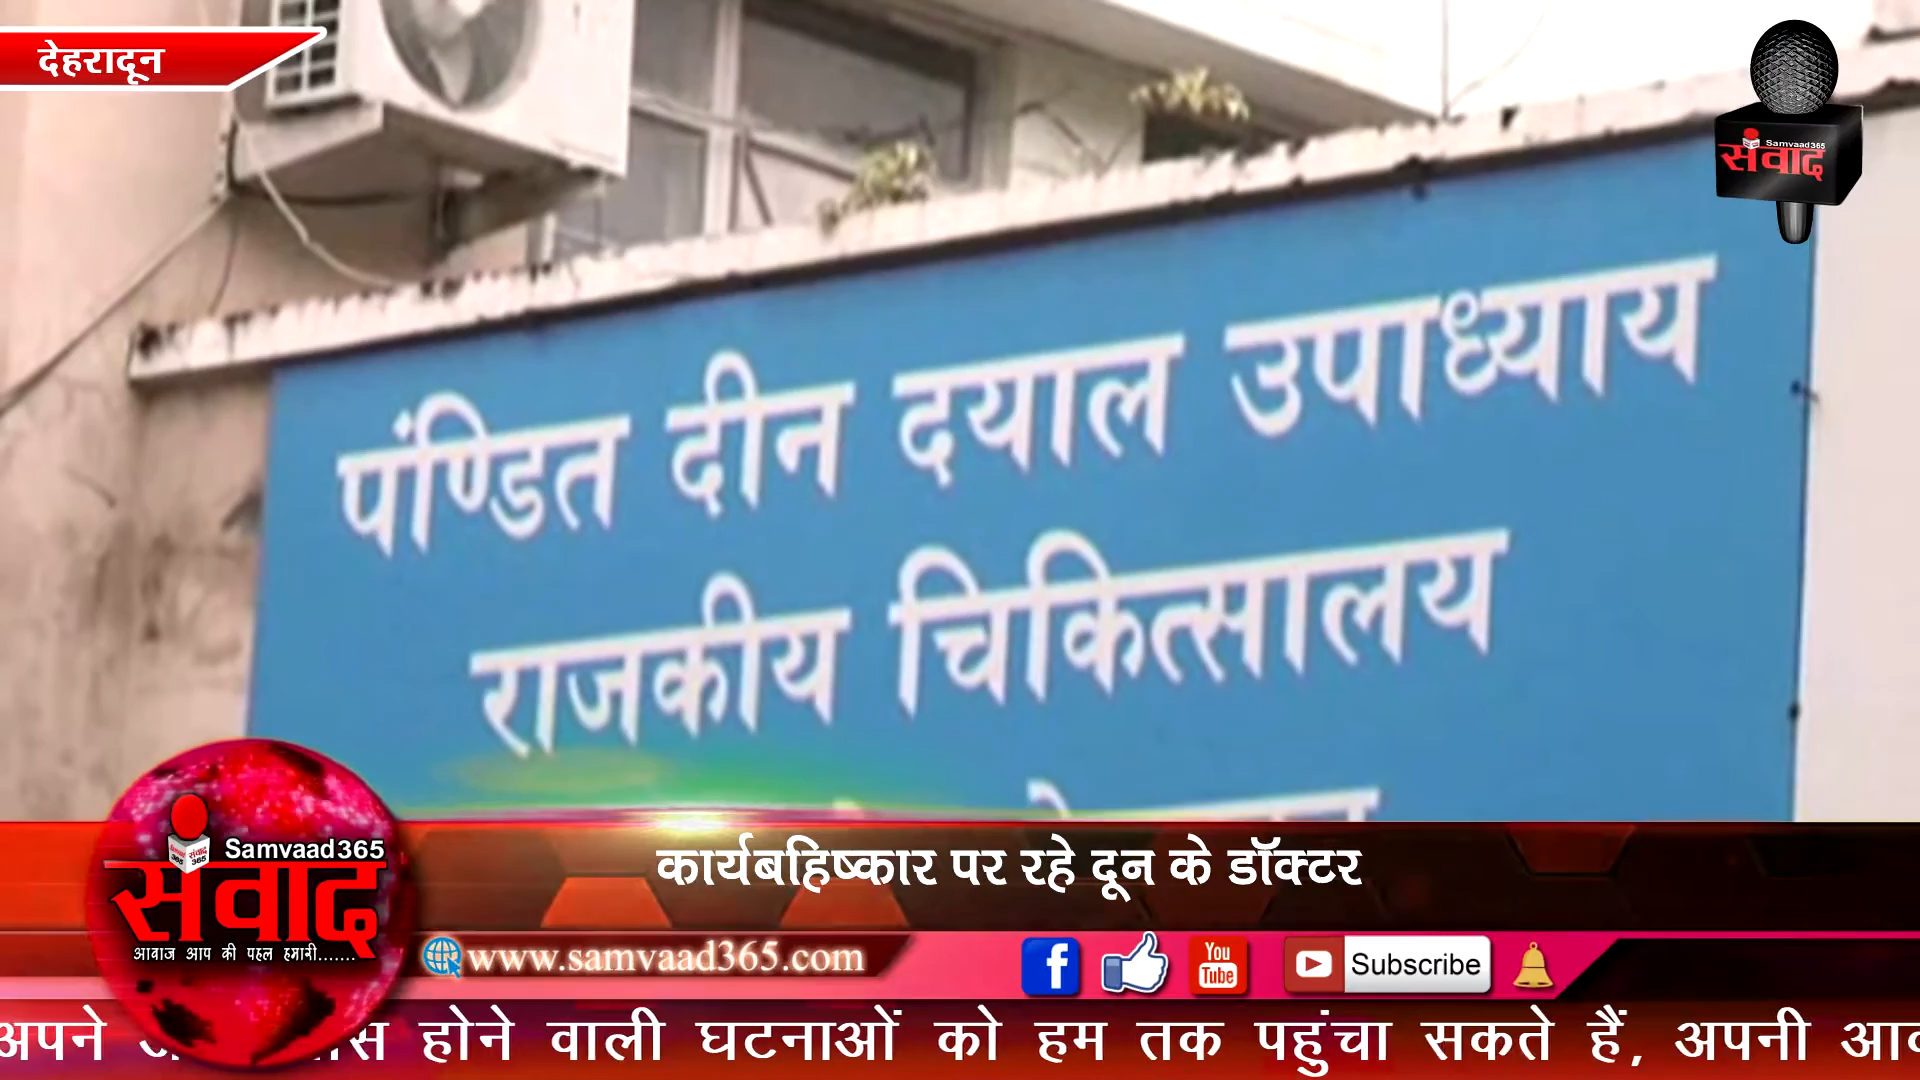 देहरादून
Samvaad365
संवाद
पंण्डित दीन दयाल उपाध्याय
राजकीय चिकित्सालय
कार्यबहिष्कार पर रहे दून के डॉक्टर
Samvaad365
संवाद
आवाज आप की पहल हमारी.......
www.samvaad365.com
f
You
Tube
Subscribe
अपने होने वाली घटनाओं को हम तक पहुंचा सकते हैं, अपनी